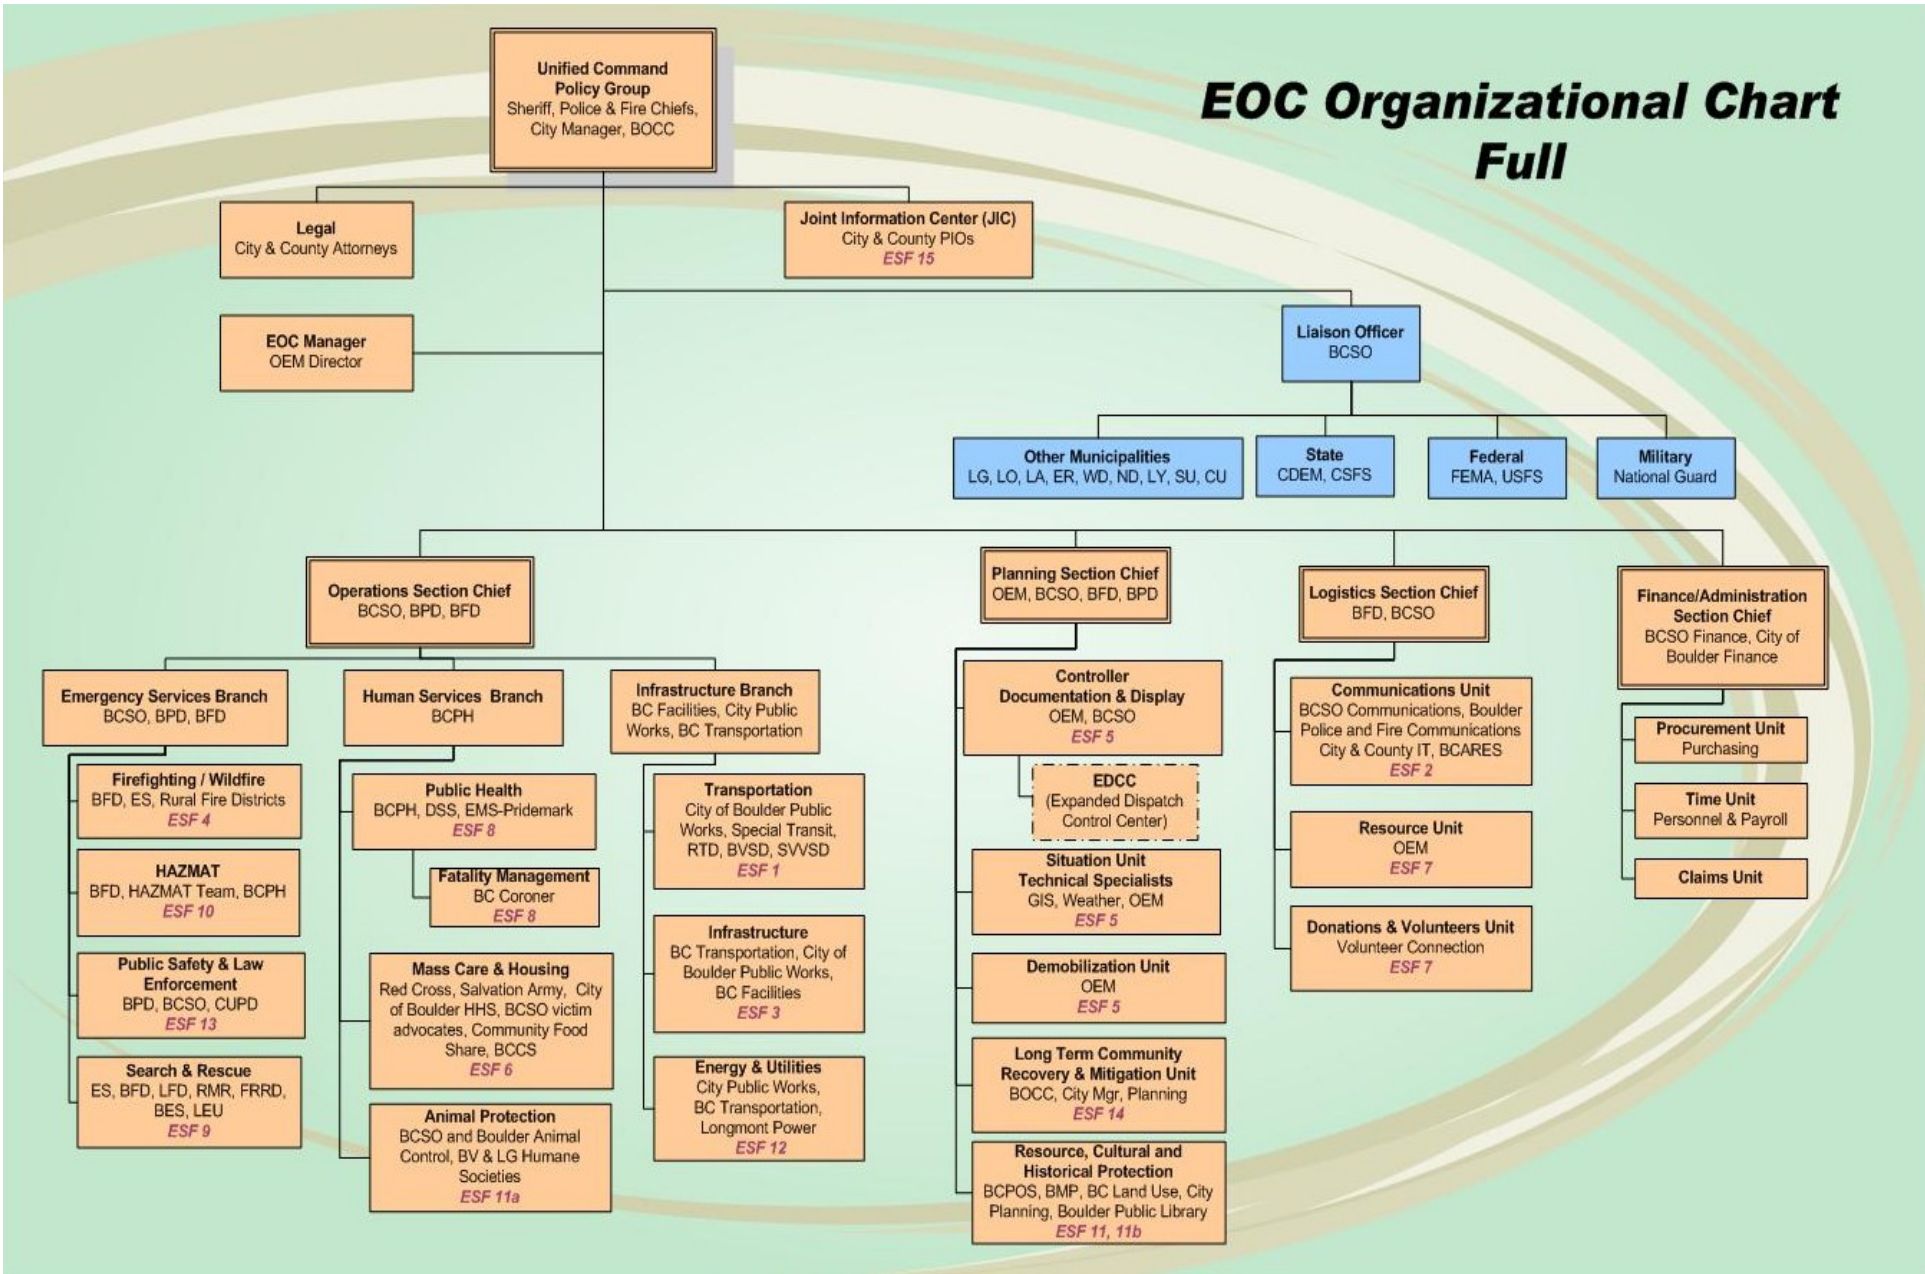 EOC Organizational Chart
Full
Unified Command
Policy Group
Sheriff, Police & Fire Chiefs,
City Manager, BOCC
Legal
City & County Attorneys
Joint Information Center (JIC)
City & County PIOs
ESF 15
EOC Manager
OEM Director
Liaison Officer
BCSO
Other Municipalities
LG, LO, LA, ER, WD, ND, LY, SU, CU
State
CDEM, CSFS
Federal
FEMA, USFS
Military
National Guard
Operations Section Chief
BCSO, BPD, BFD
Emergency Services Branch
BCSO, BPD, BFD
Firefighting / Wildfire
BFD, ES, Rural Fire Districts
ESF 4
HAZMAT
BFD, HAZMAT Team, BCPH
ESF 10
Public Safety & Law
Enforcement
BPD, BCSO, CUPD
ESF 13
Search & Rescue
ES, BFD, LFD, RMR, FRRD,
BES, LEU
ESF 9
Human Services Branch
BCPH
Public Health
BCPH, DSS, EMS-Pridemark
ESF 8
Fatality Management
BC Coroner
ESF 8
Mass Care & Housing
Red Cross, Salvation Army, City
of Boulder HHS, BCSO victim
advocates, Community Food
Share, BCCS
ESF 6
Animal Protection
BCSO and Boulder Animal
Control, BV & LG Humane
Societies
ESF 11a
Infrastructure Branch
BC Facilities, City Public
Works, BC Transportation
Transportation
City of Boulder Public
Works, Special Transit,
RTD, BVSD, SVVSD
ESF 1
Infrastructure
BC Transportation, City of
Boulder Public Works,
BC Facilities
ESF 3
Energy & Utilities
City Public Works,
BC Transportation,
Longmont Power
ESF 12
Planning Section Chief
OEM, BCSO, BFD, BPD
Controller
Documentation & Display
OEM, BCSO
ESF 5
EDCC
(Expanded Dispatch
Control Center)
Situation Unit
Technical Specialists
GIS, Weather, OEM
ESF 5
Demobilization Unit
OEM
ESF 5
Long Term Community
Recovery & Mitigation Unit
BOCC, City Mgr, Planning
ESF 14
Resource, Cultural and
Historical Protection
BCPOS, BMP, BC Land Use, City
Planning, Boulder Public Library
ESF 11, 11b
Logistics Section Chief
BFD, BCSO
Communications Unit
BCSO Communications, Boulder
Police and Fire Communications
City & County IT, BCARES
ESF 2
Resource Unit
OEM
ESF 7
Donations & Volunteers Unit
Volunteer Connection
ESF 7
Finance/Administration
Section Chief
BCSO Finance, City of
Boulder Finance
Procurement Unit
Purchasing
Time Unit
Personnel & Payroll
Claims Unit